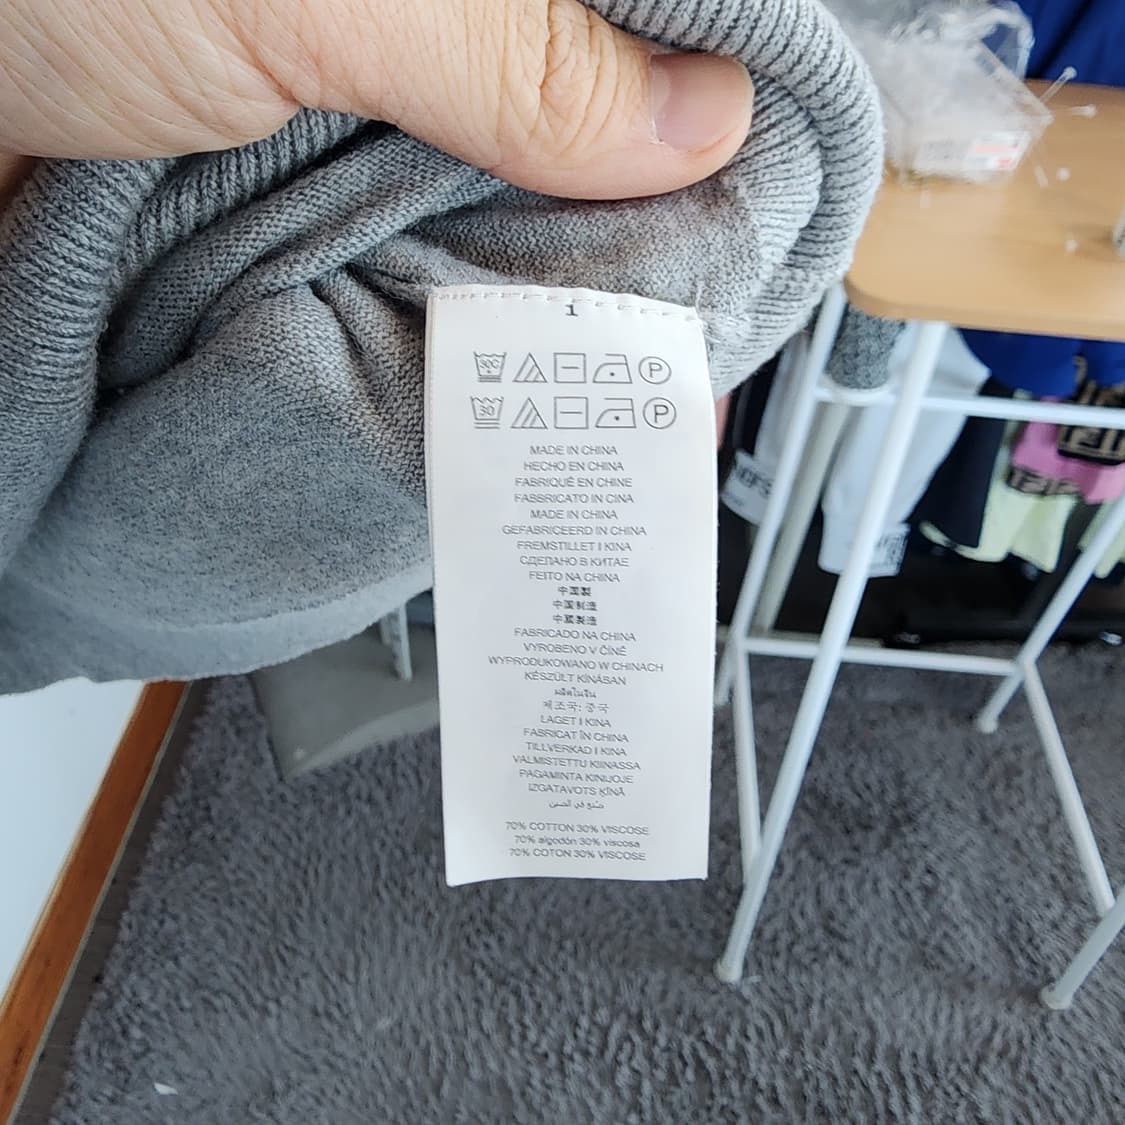 1
30C P
30 P
MADE IN CHINA
HECHO EN CHINA
FABRIQUÉ EN CHINE
FABBRICATO IN CINA
MADE IN CHINA
GEFABRICEERD IN CHINA
FREMSTILLET I KINA
СДЕЛАНО В КИТАЕ
FEITO NA CHINA
中国製
中国制造
中國製造
FABRICADO NA CHINA
VYROBENO V ČÍNĚ
WYPRODUKOWANO W CHINACH
KÉSZÜLT KÍNÁBAN
ผลิตในจีน
제조국: 중국
LAGET I KINA
FABRICAT ÎN CHINA
TILLVERKAD I KINA
VALMISTETTU KIINASSA
PAGAMINTA KINIJOJE
IZGATAVOTS ĶĪNĀ
صُنع في الصين
70% COTTON 30% VISCOSE
70% algodón 30% viscosa
70% COTON 30% VISCOSE